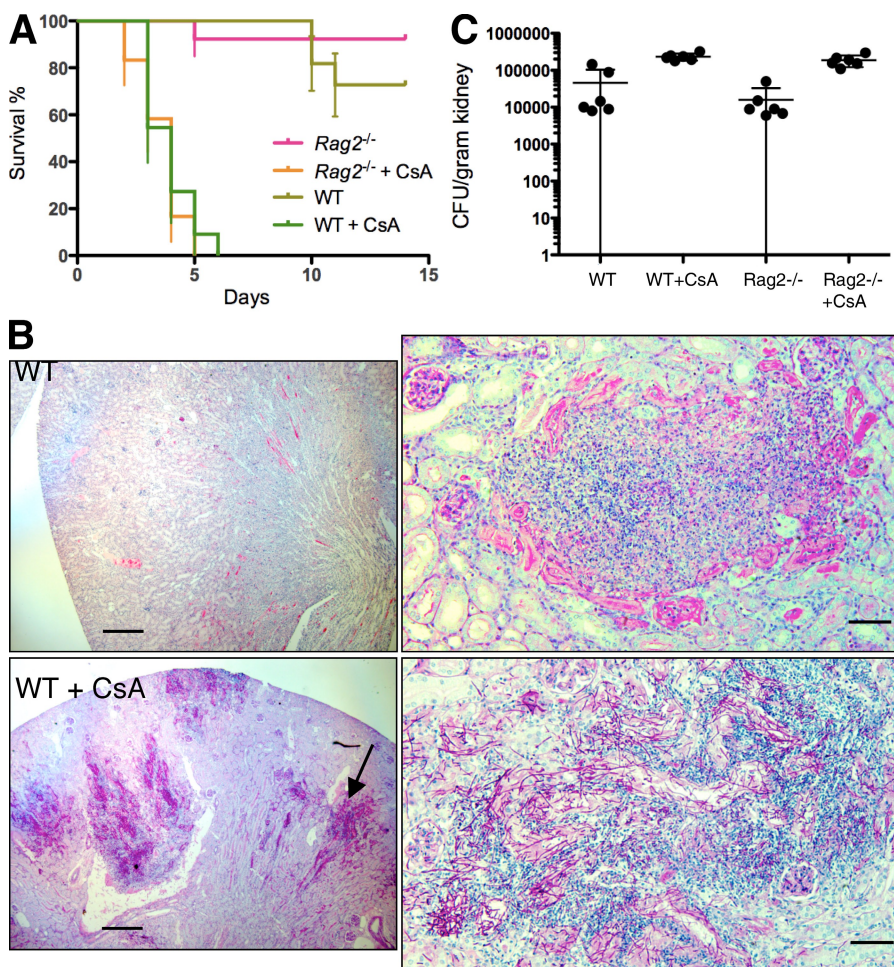 A
Survival %
100
80
60
40
20
0
0 5 10 15
Days
Rag2-/-
Rag2-/- + CsA
WT
WT + CsA
C
CFU/gram kidney
1000000
100000
10000
1000
100
10
1
WT WT+CsA Rag2-/- Rag2-/-
+CsA
B
WT
WT + CsA